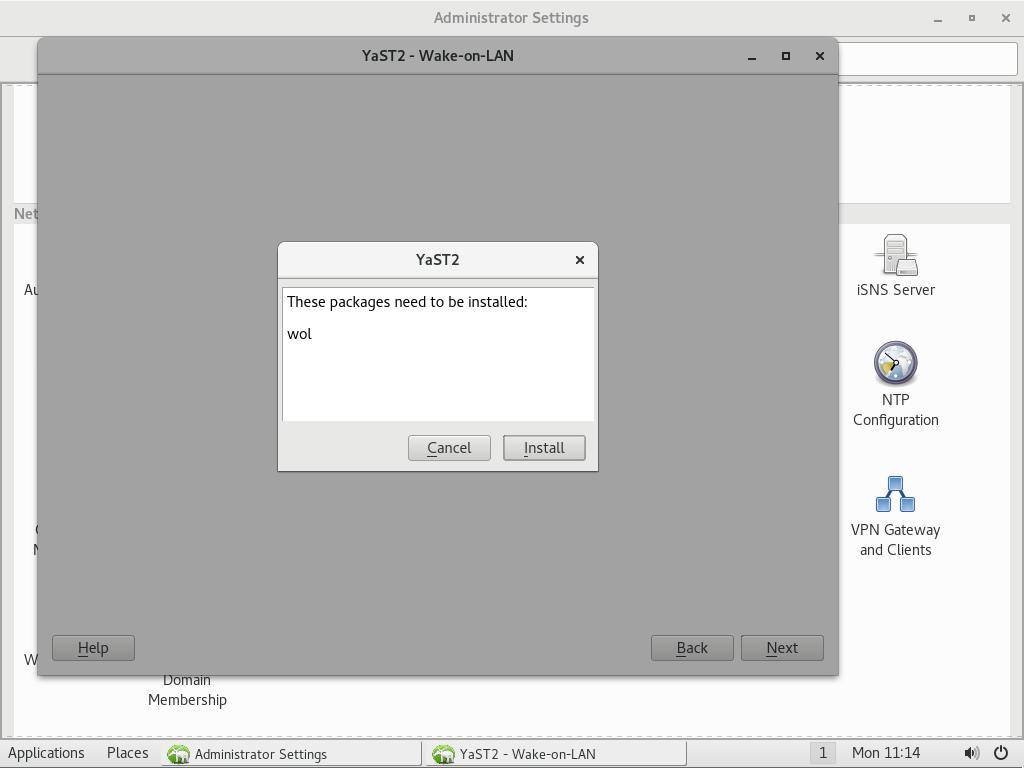 Administrator Settings
YaST2 - Wake-on-LAN
Net
YaST2
These packages need to be installed:
wol
Cancel
Install
iSNS Server
NTP
Configuration
VPN Gateway
and Clients
Help
Back
Next
Domain
Membership
Applications
Places
Administrator Settings
YaST2 - Wake-on-LAN
1
Mon 11:14